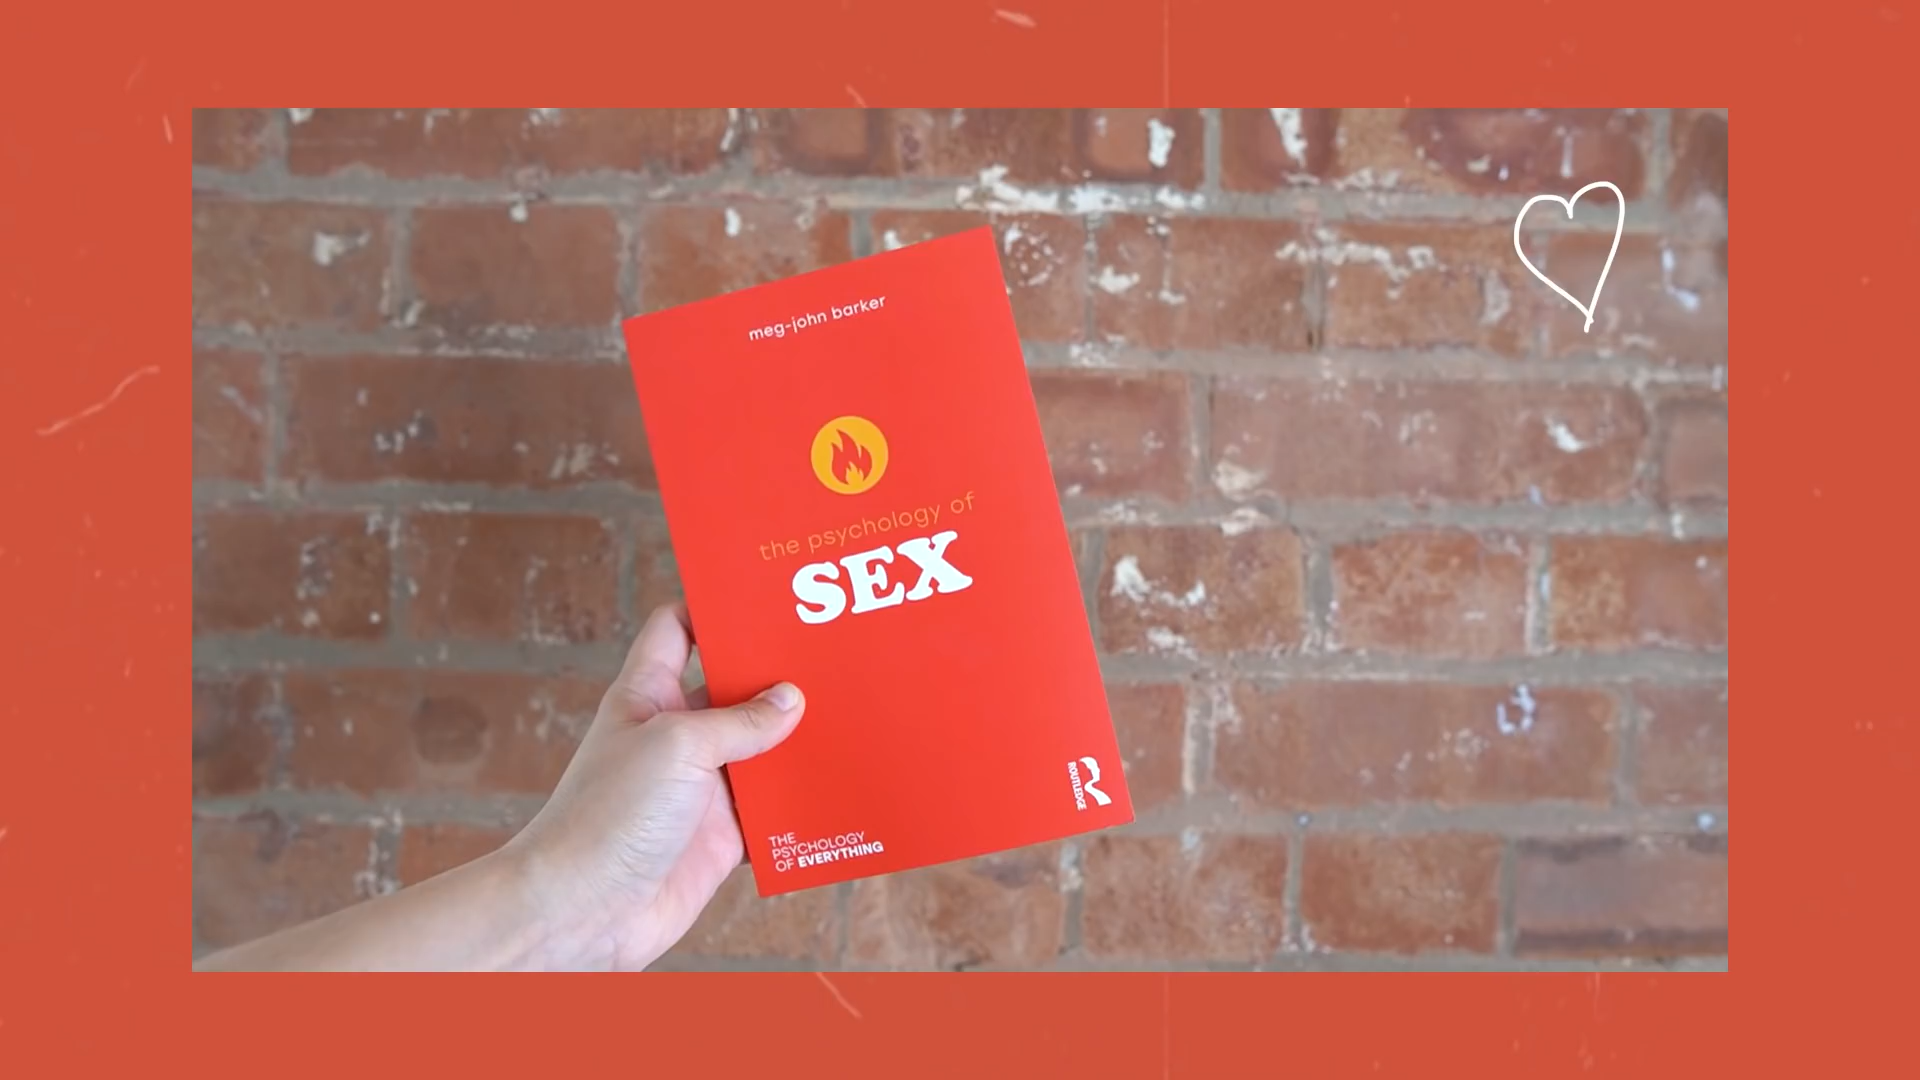 meg-john barker
the psychology of
SEX
ROUTLEDGE
THE
PSYCHOLOGY
OF EVERYTHING